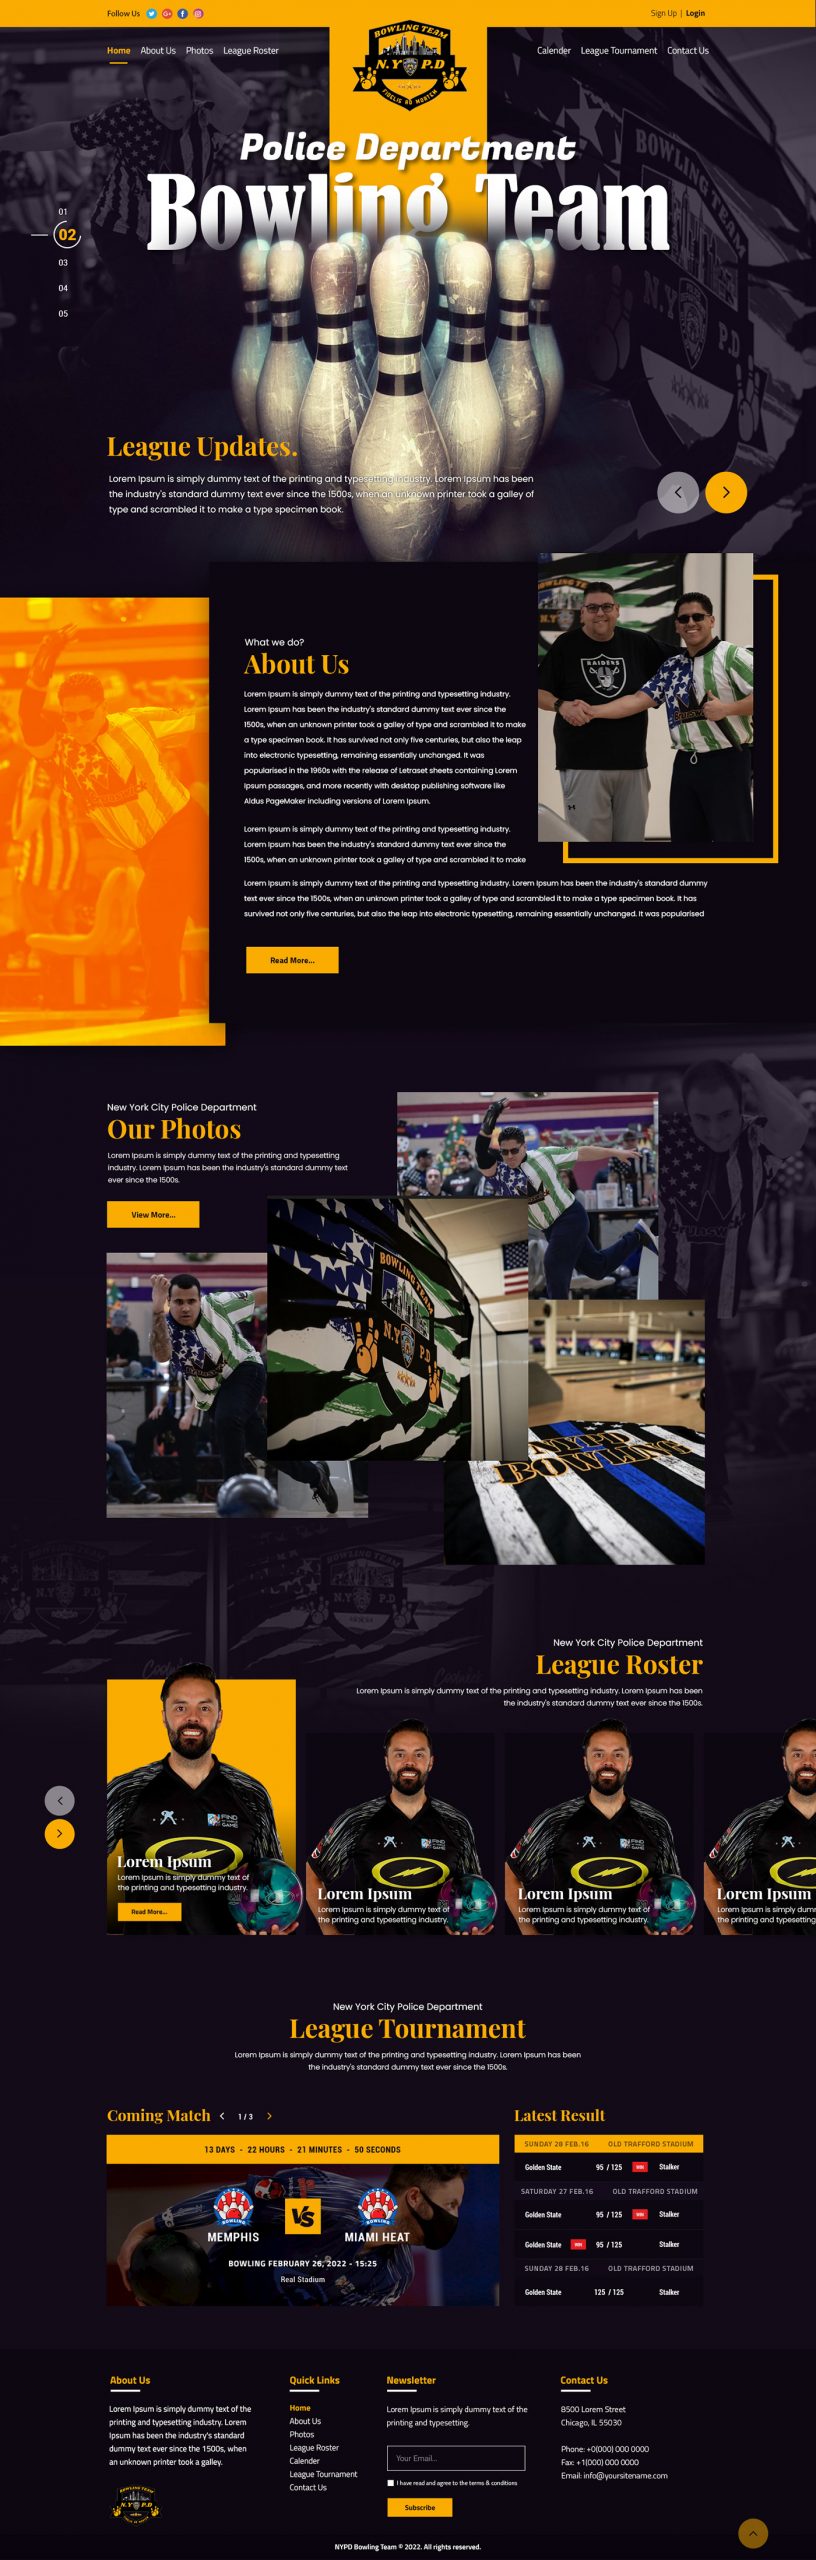 Follow Us
Sign Up | Login
Home About Us Photos League Roster
Calender League Tournament Contact Us
BOWLING TEAM
N.Y P.D
FIDELIS AD MORTEM
Police Department
Bowling Team
01
02
03
04
05
League Updates.
Lorem Ipsum is simply dummy text of the printing and typesetting industry. Lorem Ipsum has been
the industry's standard dummy text ever since the 1500s, when an unknown printer took a galley of
type and scrambled it to make a type specimen book.
What we do?
About Us
Lorem Ipsum is simply dummy text of the printing and typesetting industry.
Lorem Ipsum has been the industry's standard dummy text ever since the
1500s, when an unknown printer took a galley of type and scrambled it to make
a type specimen book. It has survived not only five centuries, but also the leap
into electronic typesetting, remaining essentially unchanged. It was
popularised in the 1960s with the release of Letraset sheets containing Lorem
Ipsum passages, and more recently with desktop publishing software like
Aldus PageMaker including versions of Lorem Ipsum.
Lorem Ipsum is simply dummy text of the printing and typesetting industry.
Lorem Ipsum has been the industry's standard dummy text ever since the
1500s, when an unknown printer took a galley of type and scrambled it to make
Lorem Ipsum is simply dummy text of the printing and typesetting industry. Lorem Ipsum has been the industry's standard dummy
text ever since the 1500s, when an unknown printer took a galley of type and scrambled it to make a type specimen book. It has
survived not only five centuries, but also the leap into electronic typesetting, remaining essentially unchanged. It was popularised
Read More...
RAIDERS
New York City Police Department
Our Photos
Lorem Ipsum is simply dummy text of the printing and typesetting
industry. Lorem Ipsum has been the industry's standard dummy text
ever since the 1500s.
View More...
BOWLING TEAM
N.Y P.D
NYPD
BOWLING
New York City Police Department
League Roster
Lorem Ipsum is simply dummy text of the printing and typesetting industry. Lorem Ipsum has been
the industry's standard dummy text ever since the 1500s.
Lorem Ipsum
Lorem Ipsum is simply dummy text of
the printing and typesetting industry.
Read More...
Lorem Ipsum
Lorem Ipsum is simply dummy text of
the printing and typesetting industry.
Lorem Ipsum
Lorem Ipsum is simply dummy text of
the printing and typesetting industry.
Lorem Ipsum
Lorem Ipsum is simply dummy
the printing and typesetting
New York City Police Department
League Tournament
Lorem Ipsum is simply dummy text of the printing and typesetting industry. Lorem Ipsum has been
the industry's standard dummy text ever since the 1500s.
Coming Match 1 / 3
13 DAYS - 22 HOURS - 21 MINUTES - 50 SECONDS
BOWLING VS BOWLING
MEMPHIS MIAMI HEAT
BOWLING FEBRUARY 26, 2022 - 15:25
Real Stadium
Latest Result
SUNDAY 28 FEB.16 OLD TRAFFORD STADIUM
Golden State 95 / 125 WIN Stalker
SATURDAY 27 FEB.16 OLD TRAFFORD STADIUM
Golden State 95 / 125 WIN Stalker
Golden State WIN 95 / 125 Stalker
SUNDAY 28 FEB.16 OLD TRAFFORD STADIUM
Golden State 125 / 125 Stalker
About Us
Lorem Ipsum is simply dummy text of the
printing and typesetting industry. Lorem
Ipsum has been the industry's standard
dummy text ever since the 1500s, when
an unknown printer took a galley.
BOWLING TEAM
N.Y P.D
Quick Links
Home
About Us
Photos
League Roster
Calender
League Tournament
Contact Us
Newsletter
Lorem Ipsum is simply dummy text of the
printing and typesetting.
Your Email...
I have read and agree to the terms & conditions
Subscribe
Contact Us
8500 Lorem Street
Chicago, IL 55030
Phone: +0(000) 000 0000
Fax: +1(000) 000 0000
Email: info@yoursitename.com
NYPD Bowling Team © 2022. All rights reserved.